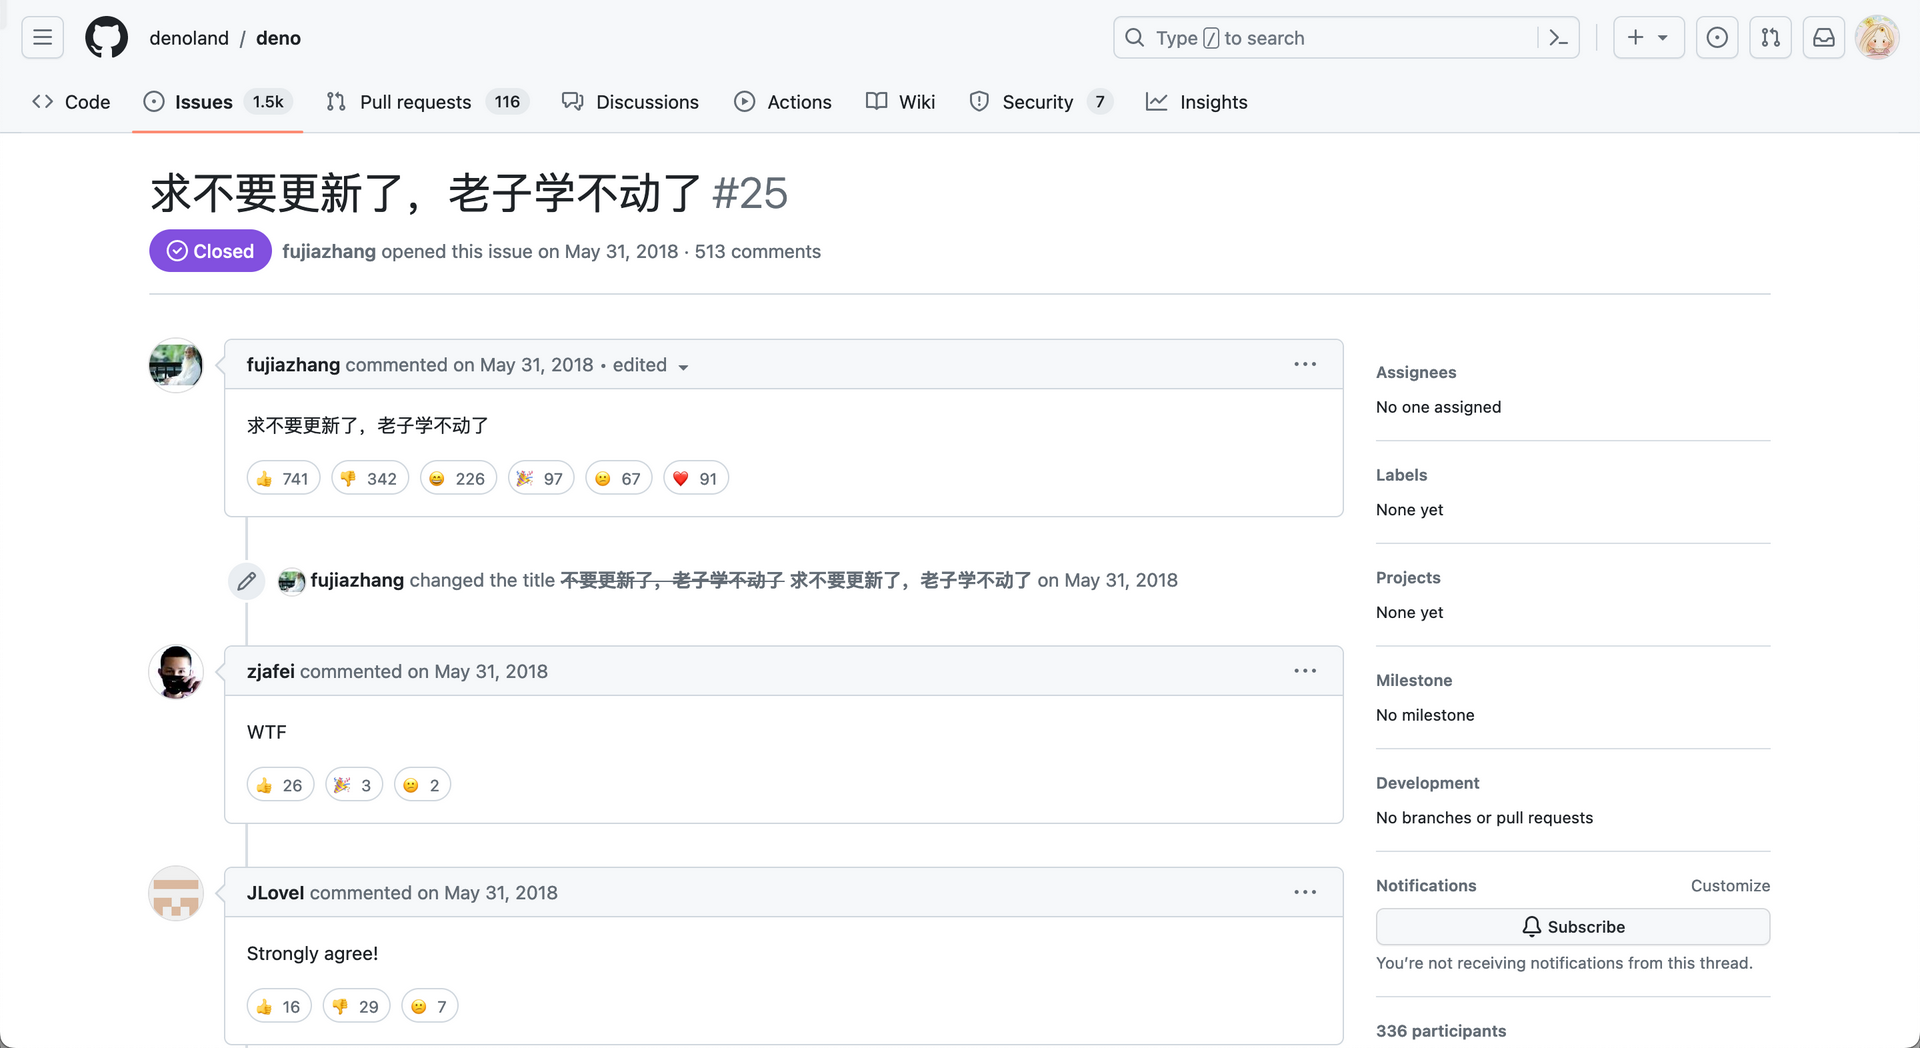 denoland / deno
Type / to search
Code
Issues 1.5k
Pull requests 116
Discussions
Actions
Wiki
Security 7
Insights
求不要更新了，老子学不动了 #25
Closed
fujiazhang opened this issue on May 31, 2018 · 513 comments
fujiazhang commented on May 31, 2018 • edited
求不要更新了，老子学不动了
741 342 226 97 67 91
fujiazhang changed the title 不要更新了，老子学不动了 求不要更新了，老子学不动了 on May 31, 2018
zjafei commented on May 31, 2018
WTF
26 3 2
JLoveI commented on May 31, 2018
Strongly agree!
16 29 7
Assignees
No one assigned
Labels
None yet
Projects
None yet
Milestone
No milestone
Development
No branches or pull requests
Notifications Customize
Subscribe
You’re not receiving notifications from this thread.
336 participants